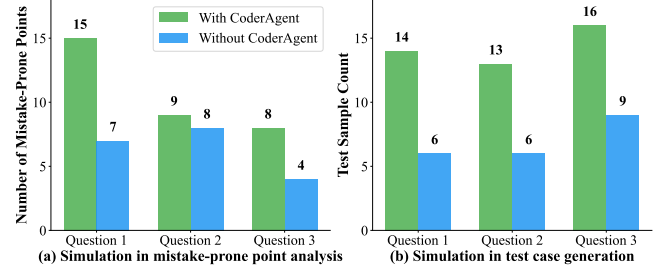 Number of Mistake-Prone Points
15
10
5
0
With CoderAgent
Without CoderAgent
15
7
9
8
8
4
Question 1
Question 2
Question 3
(a) Simulation in mistake-prone point analysis
Test Sample Count
15
10
5
0
14
6
13
6
16
9
Question 1
Question 2
Question 3
(b) Simulation in test case generation